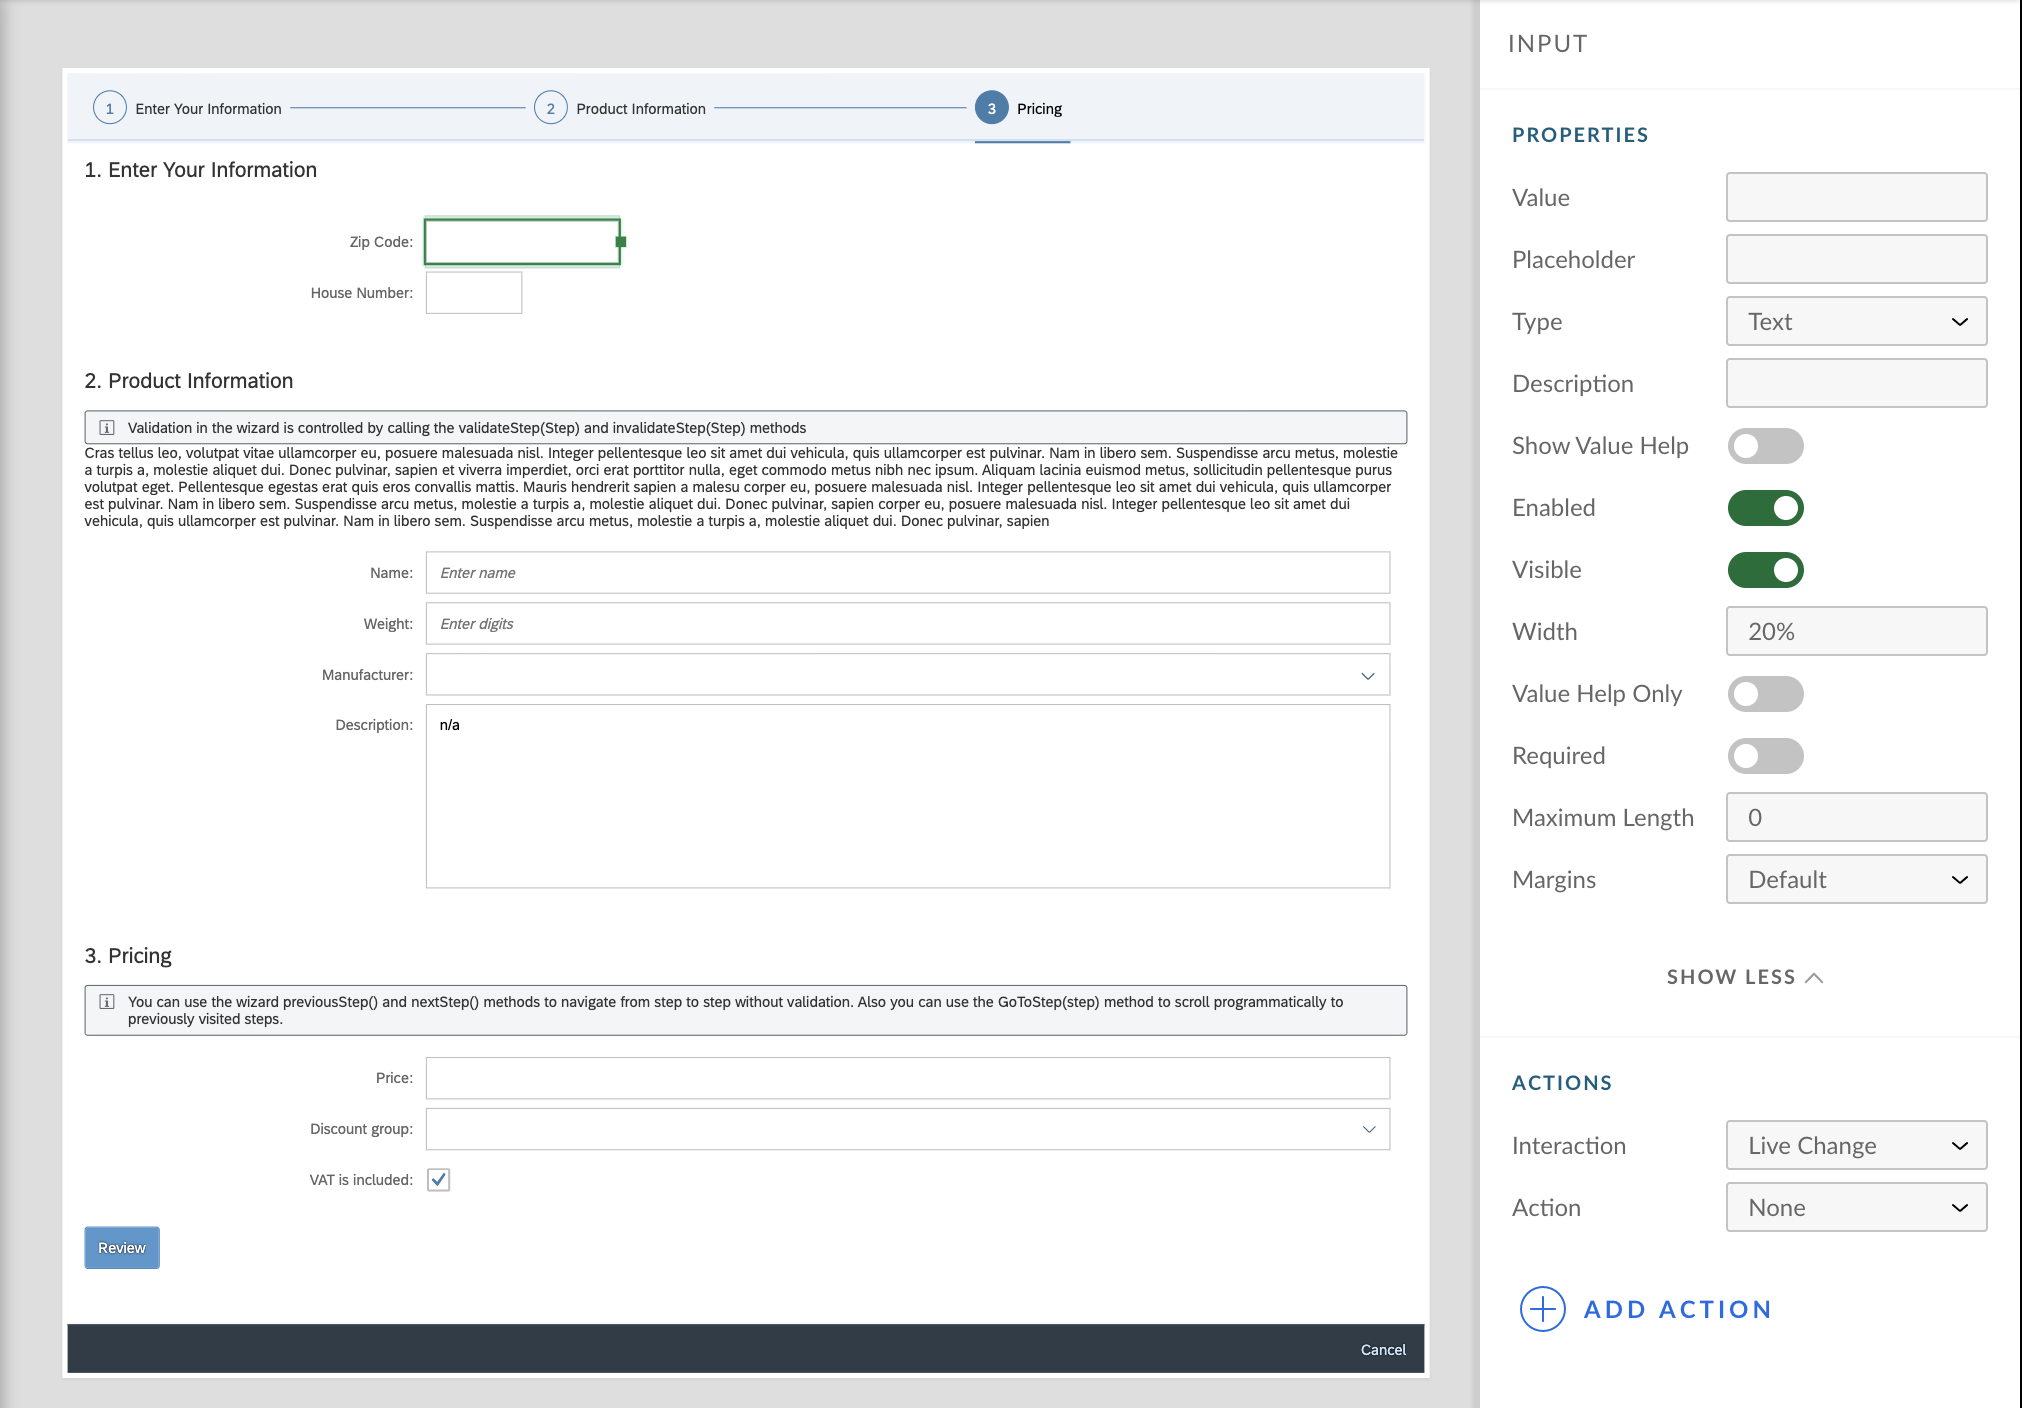 1 Enter Your Information
2 Product Information
3 Pricing
1. Enter Your Information
Zip Code:
House Number:
2. Product Information
Validation in the wizard is controlled by calling the validateStep(Step) and invalidateStep(Step) methods
Cras tellus leo, volutpat vitae ullamcorper eu, posuere malesuada nisl. Integer pellentesque leo sit amet dui vehicula, quis ullamcorper est pulvinar. Nam in libero sem. Suspendisse arcu metus, molestie
a turpis a, molestie aliquet dui. Donec pulvinar, sapien et viverra imperdiet, orci erat porttitor nulla, eget commodo metus nibh nec ipsum. Aliquam lacinia euismod metus, sollicitudin pellentesque purus
volutpat eget. Pellentesque egestas erat quis eros convallis mattis. Mauris hendrerit sapien a malesu corper eu, posuere malesuada nisl. Integer pellentesque leo sit amet dui vehicula, quis ullamcorper
est pulvinar. Nam in libero sem. Suspendisse arcu metus, molestie a turpis a, molestie aliquet dui. Donec pulvinar, sapien corper eu, posuere malesuada nisl. Integer pellentesque leo sit amet dui
vehicula, quis ullamcorper est pulvinar. Nam in libero sem. Suspendisse arcu metus, molestie a turpis a, molestie aliquet dui. Donec pulvinar, sapien
Name: Enter name
Weight: Enter digits
Manufacturer:
Description: n/a
3. Pricing
You can use the wizard previousStep() and nextStep() methods to navigate from step to step without validation. Also you can use the GoToStep(step) method to scroll programmatically to
previously visited steps.
Price:
Discount group:
VAT is included:
Review
Cancel
INPUT
PROPERTIES
Value
Placeholder
Type Text
Description
Show Value Help
Enabled
Visible
Width 20%
Value Help Only
Required
Maximum Length 0
Margins Default
SHOW LESS
ACTIONS
Interaction Live Change
Action None
ADD ACTION